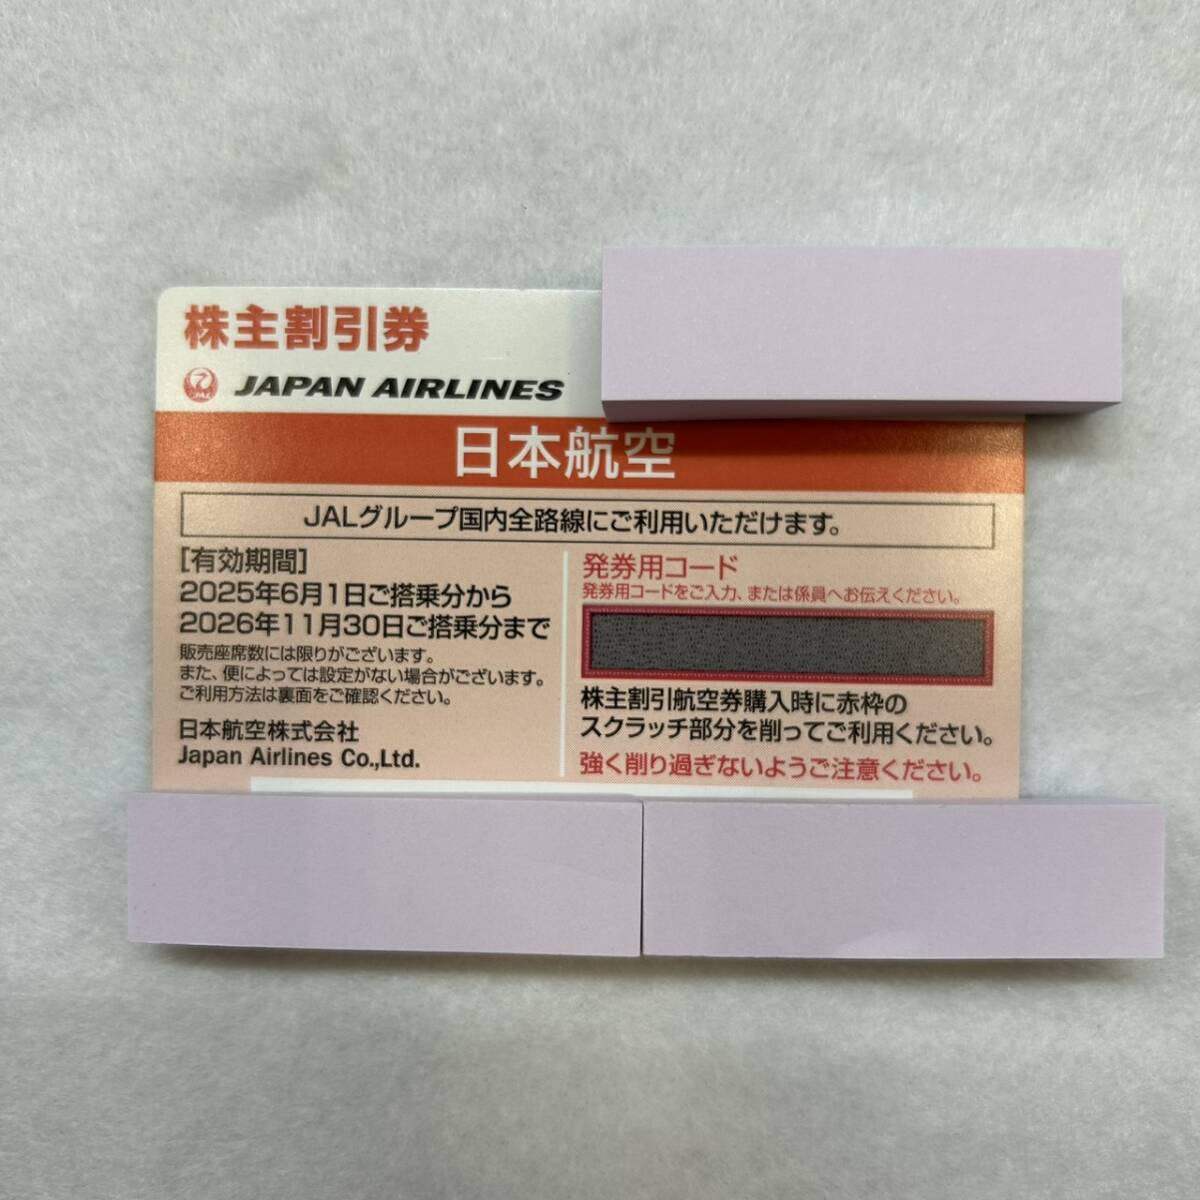 株主割引券
JAL JAPAN AIRLINES
日本航空
JALグループ国内全路線にご利用いただけます。
[有効期間]
2025年6月1日ご搭乗分から
2026年11月30日ご搭乗分まで
販売座席数には限りがございます。
また、便によっては設定がない場合がございます。
ご利用方法は裏面をご確認ください。
日本航空株式会社
Japan Airlines Co.,Ltd.
発券用コード
発券用コードをご入力、または係員へお伝えください。
株主割引航空券購入時に赤枠の
スクラッチ部分を削ってご利用ください。
強く削り過ぎないようご注意ください。